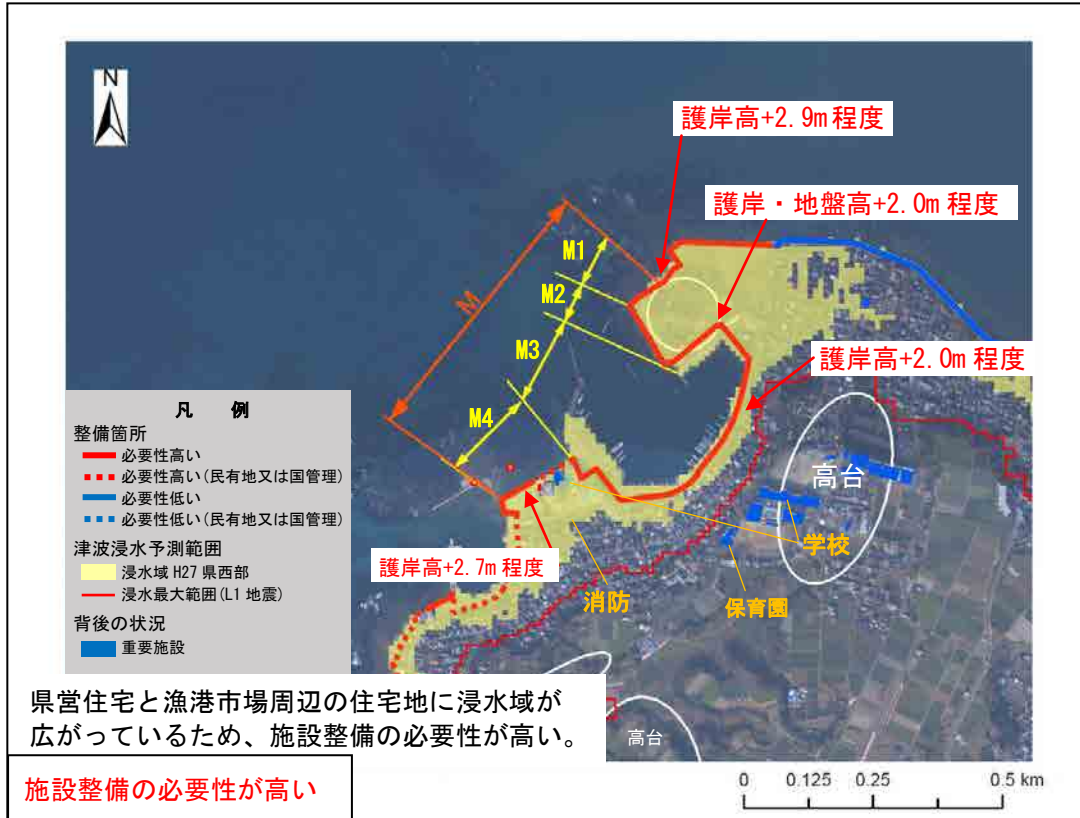 N
護岸高+2.9m 程度
護岸・地盤高+2.0m 程度
護岸高+2.0m 程度
M
M1
M2
M3
M4
高台
学校
護岸高+2.7m 程度
消防
保育園
高台
凡 例
整備箇所
必要性高い
必要性高い(民有地又は国管理)
必要性低い
必要性低い(民有地又は国管理)
津波浸水予測範囲
浸水域 H27 県西部
浸水最大範囲(L1 地震)
背後の状況
重要施設
県営住宅と漁港市場周辺の住宅地に浸水域が
広がっているため、施設整備の必要性が高い。
施設整備の必要性が高い
0 0.125 0.25 0.5 km